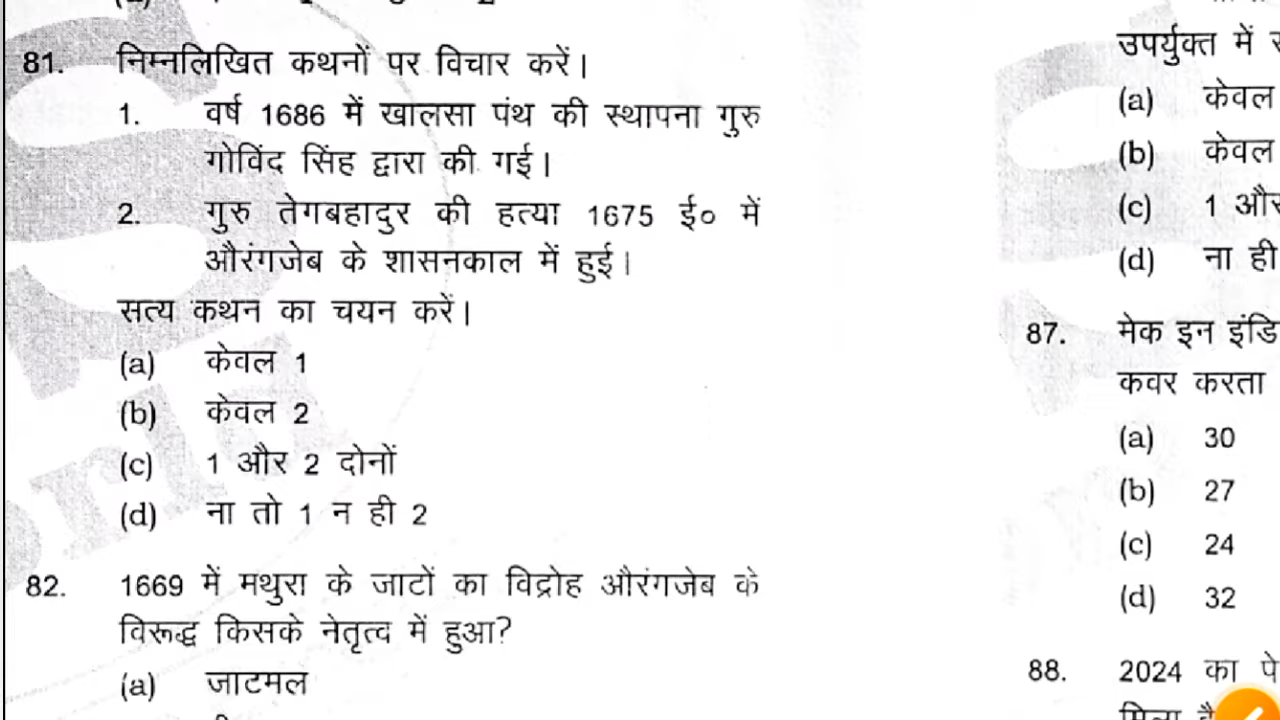 81. निम्नलिखित कथनों पर विचार करें।
1. वर्ष 1686 में खालसा पंथ की स्थापना गुरु
गोविंद सिंह द्वारा की गई।
2. गुरु तेगबहादुर की हत्या 1675 ई० में
औरंगजेब के शासनकाल में हुई।
सत्य कथन का चयन करें।
(a) केवल 1
(b) केवल 2
(c) 1 और 2 दोनों
(d) ना तो 1 न ही 2
82. 1669 में मथुरा के जाटों का विद्रोह औरंगजेब के
विरूद्ध किसके नेतृत्व में हुआ?
(a) जाटमल
उपर्युक्त में
(a) केवल
(b) केवल
(c) 1 और
(d) ना ही
87. मेक इन इंडि
कवर करता
(a) 30
(b) 27
(c) 24
(d) 32
88. 2024 का पे